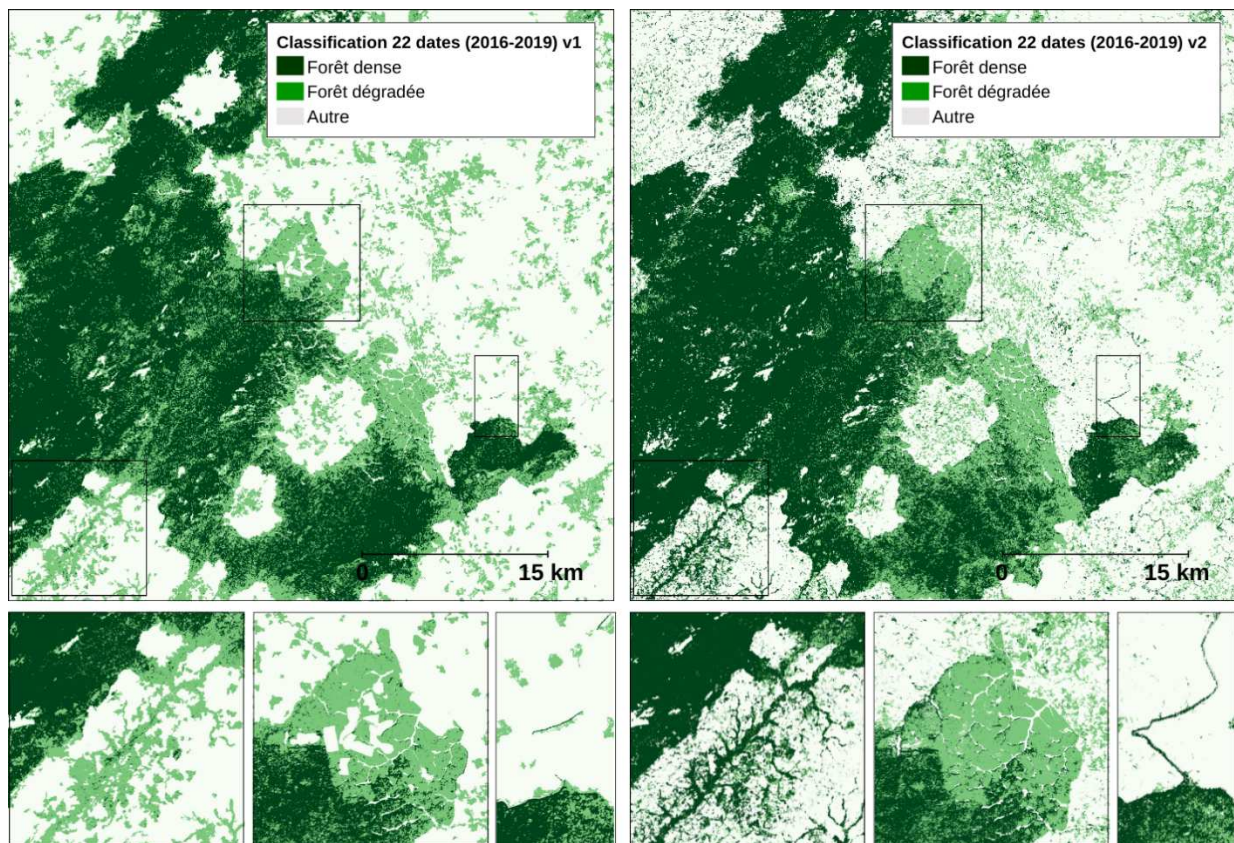 Classification 22 dates (2016-2019) v1
Forêt dense
Forêt dégradée
Autre
0 15 km
Classification 22 dates (2016-2019) v2
Forêt dense
Forêt dégradée
Autre
0 15 km